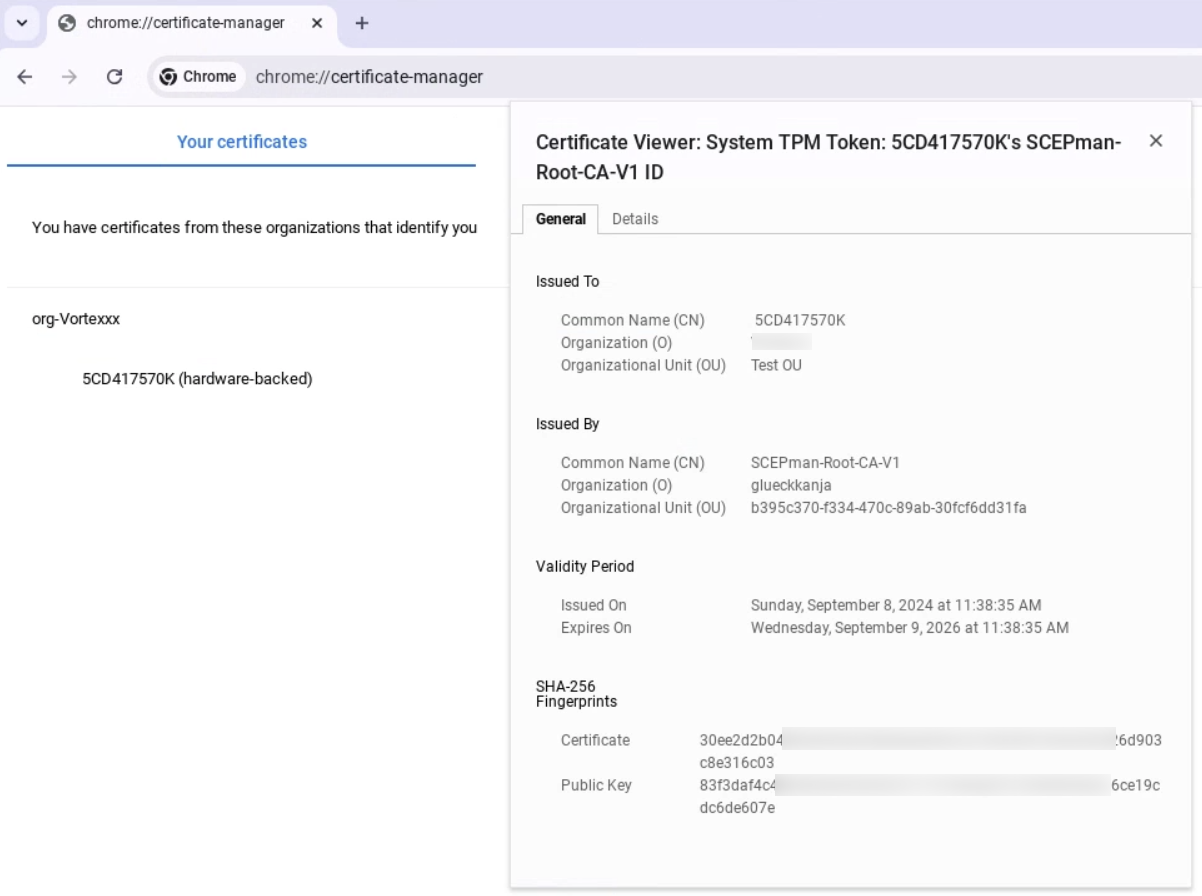 chrome://certificate-manager
Chrome chrome://certificate-manager
Your certificates
You have certificates from these organizations that identify you
org-Vortexxx
5CD417570K (hardware-backed)
Certificate Viewer: System TPM Token: 5CD417570K's SCEPman-
Root-CA-V1 ID
General Details
Issued To
Common Name (CN) 5CD417570K
Organization (O)
Organizational Unit (OU) Test OU
Issued By
Common Name (CN) SCEPman-Root-CA-V1
Organization (O) glueckkanja
Organizational Unit (OU) b395c370-f334-470c-89ab-30fcf6dd31fa
Validity Period
Issued On Sunday, September 8, 2024 at 11:38:35 AM
Expires On Wednesday, September 9, 2026 at 11:38:35 AM
SHA-256
Fingerprints
Certificate 30ee2d2b04 6d903
c8e316c03
Public Key 83f3daf4c4 6ce19c
dc6de607e